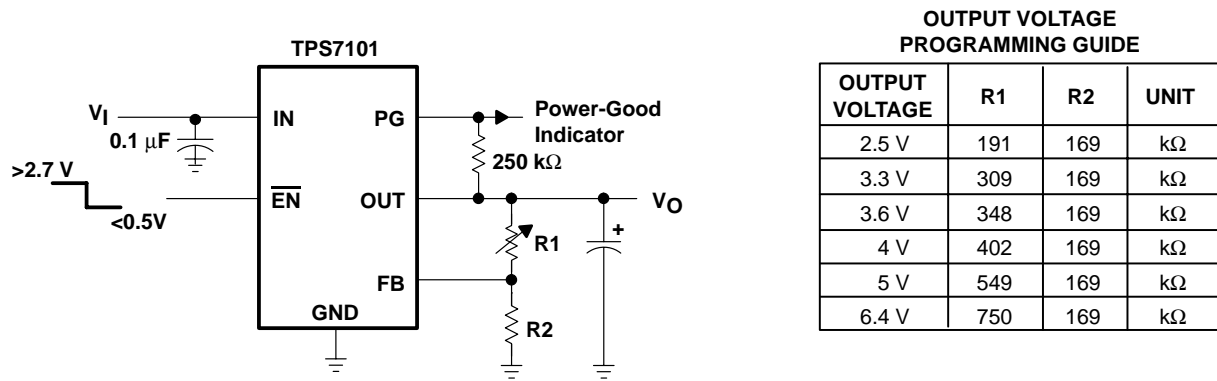 TPS7101
VI
0.1 μF
>2.7 V
<0.5V
IN
EN
PG
OUT
FB
GND
Power-Good
Indicator
250 kΩ
VO
R1
+
R2
OUTPUT VOLTAGE
PROGRAMMING GUIDE
OUTPUT
VOLTAGE
R1
R2
UNIT
2.5 V 191 169 kΩ
3.3 V 309 169 kΩ
3.6 V 348 169 kΩ
4 V 402 169 kΩ
5 V 549 169 kΩ
6.4 V 750 169 kΩ